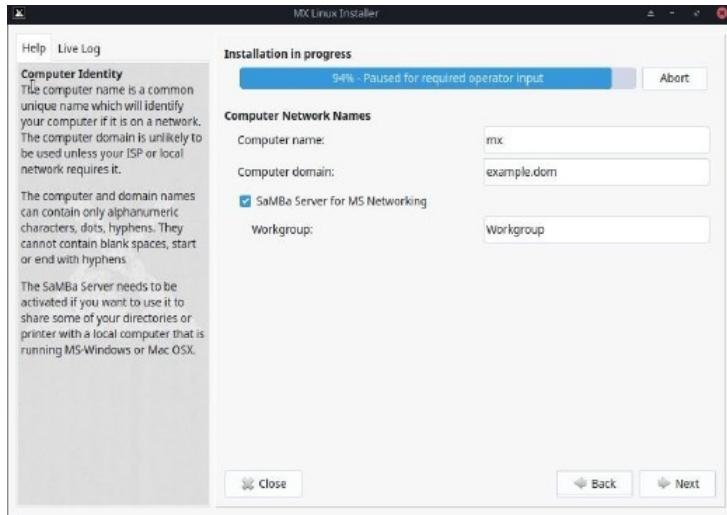 MX Linux Installer
Help Live Log
Computer Identity
The computer name is a common
unique name which will identify
your computer if it is on a network.
The computer domain is unlikely to
be used unless your ISP or local
network requires it.
The computer and domain names
can contain only alphanumeric
characters, dots, hyphens. They
cannot contain blank spaces, start
or end with hyphens
The SaMBa Server needs to be
activated if you want to use it to
share some of your directories or
printer with a local computer that is
running MS-Windows or Mac OSX.
Installation in progress
94% - Paused for required operator input
Abort
Computer Network Names
Computer name: mx
Computer domain: example.dom
SaMBa Server for MS Networking
Workgroup: Workgroup
Close Back Next